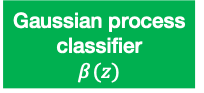 Gaussian process
classifier
β(z)